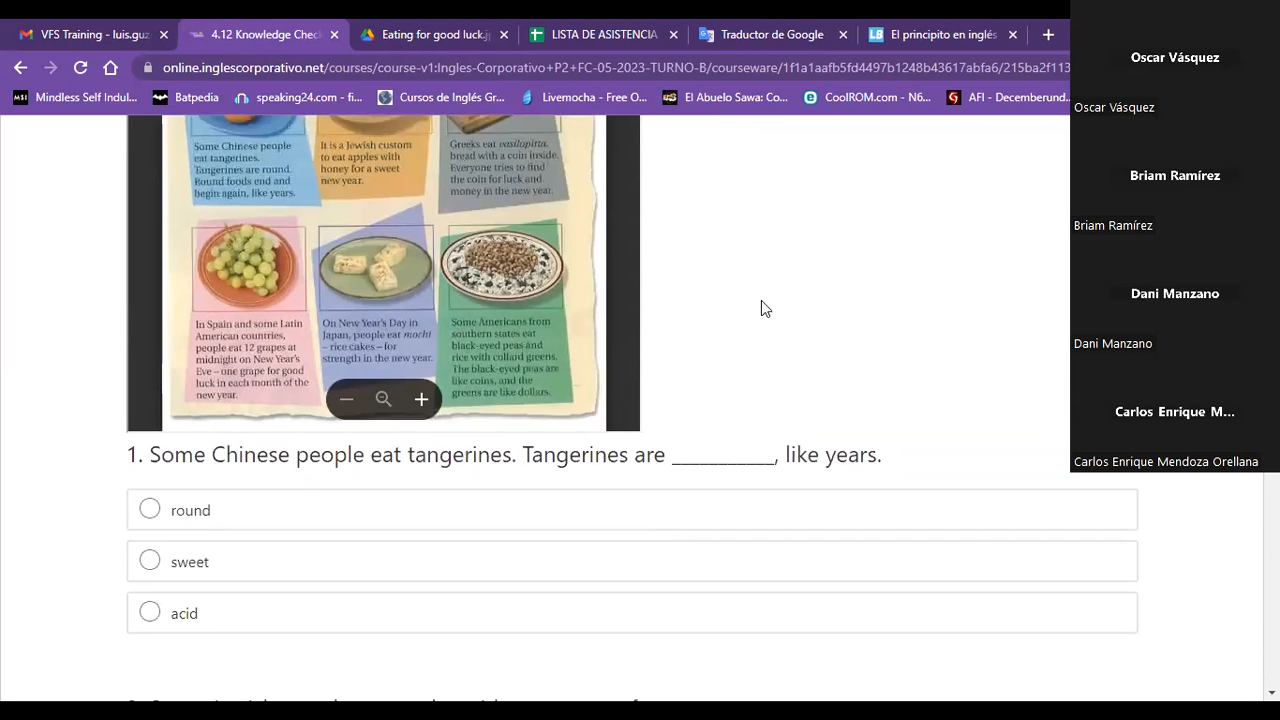 VFS Training - luis.guz
4.12 Knowledge Chec
Eating for good luck.j
LISTA DE ASISTENCIA
Traductor de Google
El principito en inglés
online.inglescorporativo.net/courses/course-v1:Ingles-Corporativo+P2+FC-05-2023-TURNO-B/courseware/1f1a1aafb5fd4497b1248b43617abfa6/215ba2f113
Mindless Self Indul...
Batpedia
speaking24.com - fi...
Cursos de Inglés Gr...
Livemocha - Free O...
El Abuelo Sawa: Co...
CoolROM.com - N6...
AFI - Decemberund...
Oscar Vásquez
Oscar Vásquez
Briam Ramírez
Briam Ramírez
Dani Manzano
Dani Manzano
Carlos Enrique M...
Carlos Enrique Mendoza Orellana
Some Chinese people
eat tangerines.
Tangerines are round.
Round foods end and
begin again, like years.
It is a Jewish custom
to eat apples with
honey for a sweet
new year.
Greeks eat vasilopitta,
bread with a coin inside.
Everyone tries to find
the coin for luck and
money in the new year.
In Spain and some Latin
American countries,
people eat 12 grapes at
midnight on New Year's
Eve – one grape for good
luck in each month of the
new year.
On New Year's Day in
Japan, people eat mochi
– rice cakes – for
strength in the new year.
Some Americans from
southern states eat
black-eyed peas and
rice with collard greens.
The black-eyed peas are
like coins, and the
greens are like dollars.
1. Some Chinese people eat tangerines. Tangerines are ___________, like years.
round
sweet
acid